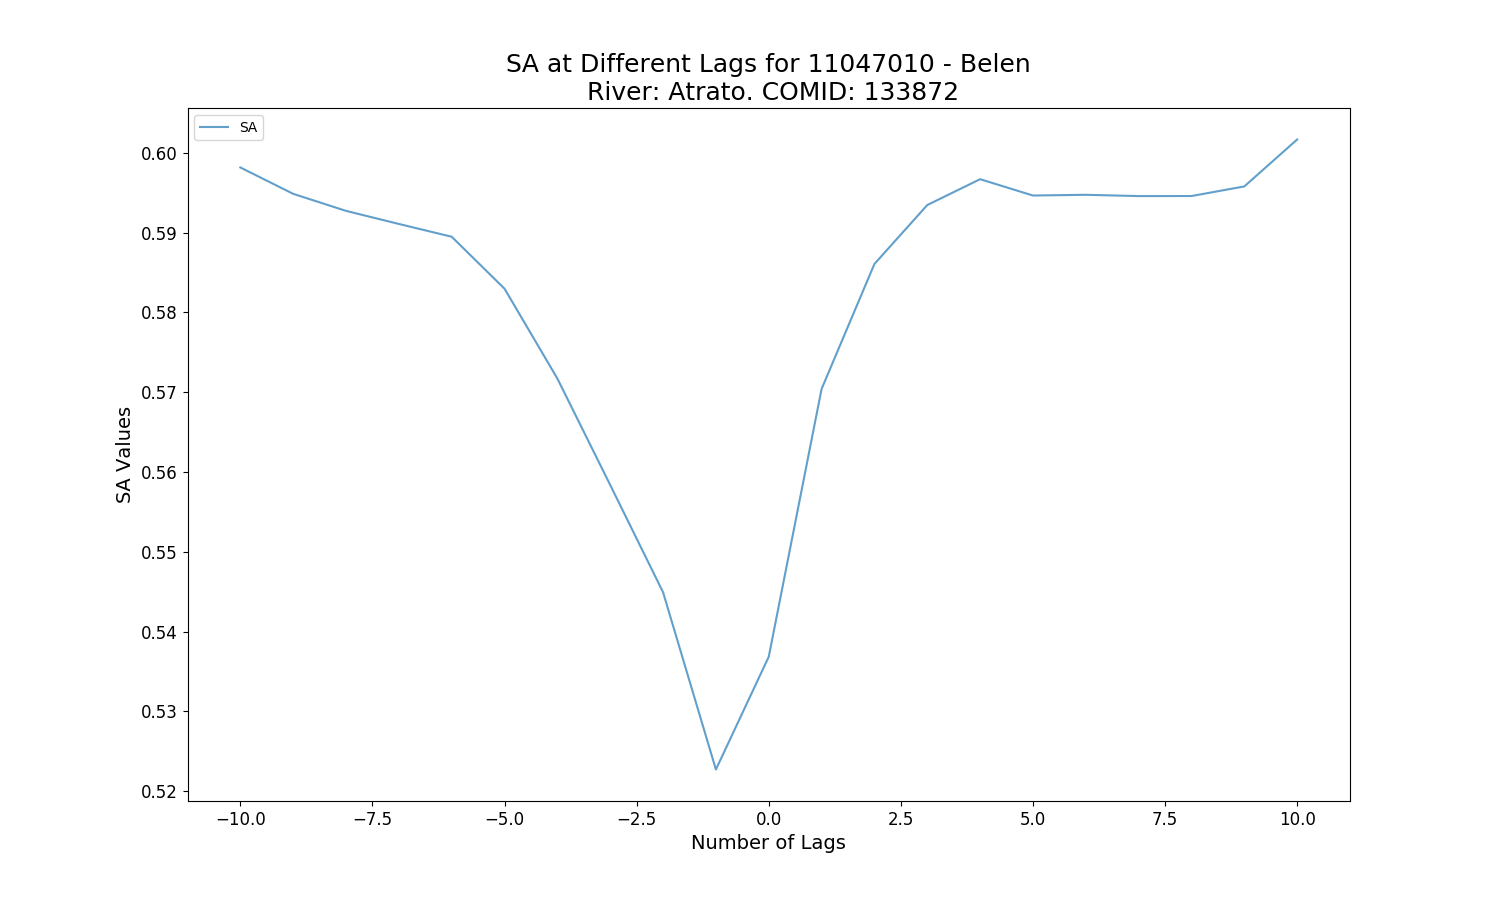 SA at Different Lags for 11047010 - Belen
River: Atrato. COMID: 133872
SA
0.60
0.59
0.58
0.57
0.56
0.55
0.54
0.53
0.52
SA Values
−10.0 −7.5 −5.0 −2.5 0.0 2.5 5.0 7.5 10.0
Number of Lags